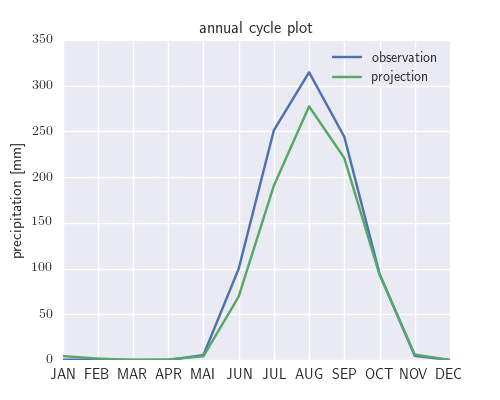 annual cycle plot
observation
projection
precipitation [mm]
350
300
250
200
150
100
50
0
JAN FEB MAR APR MAI JUN JUL AUG SEP OCT NOV DEC